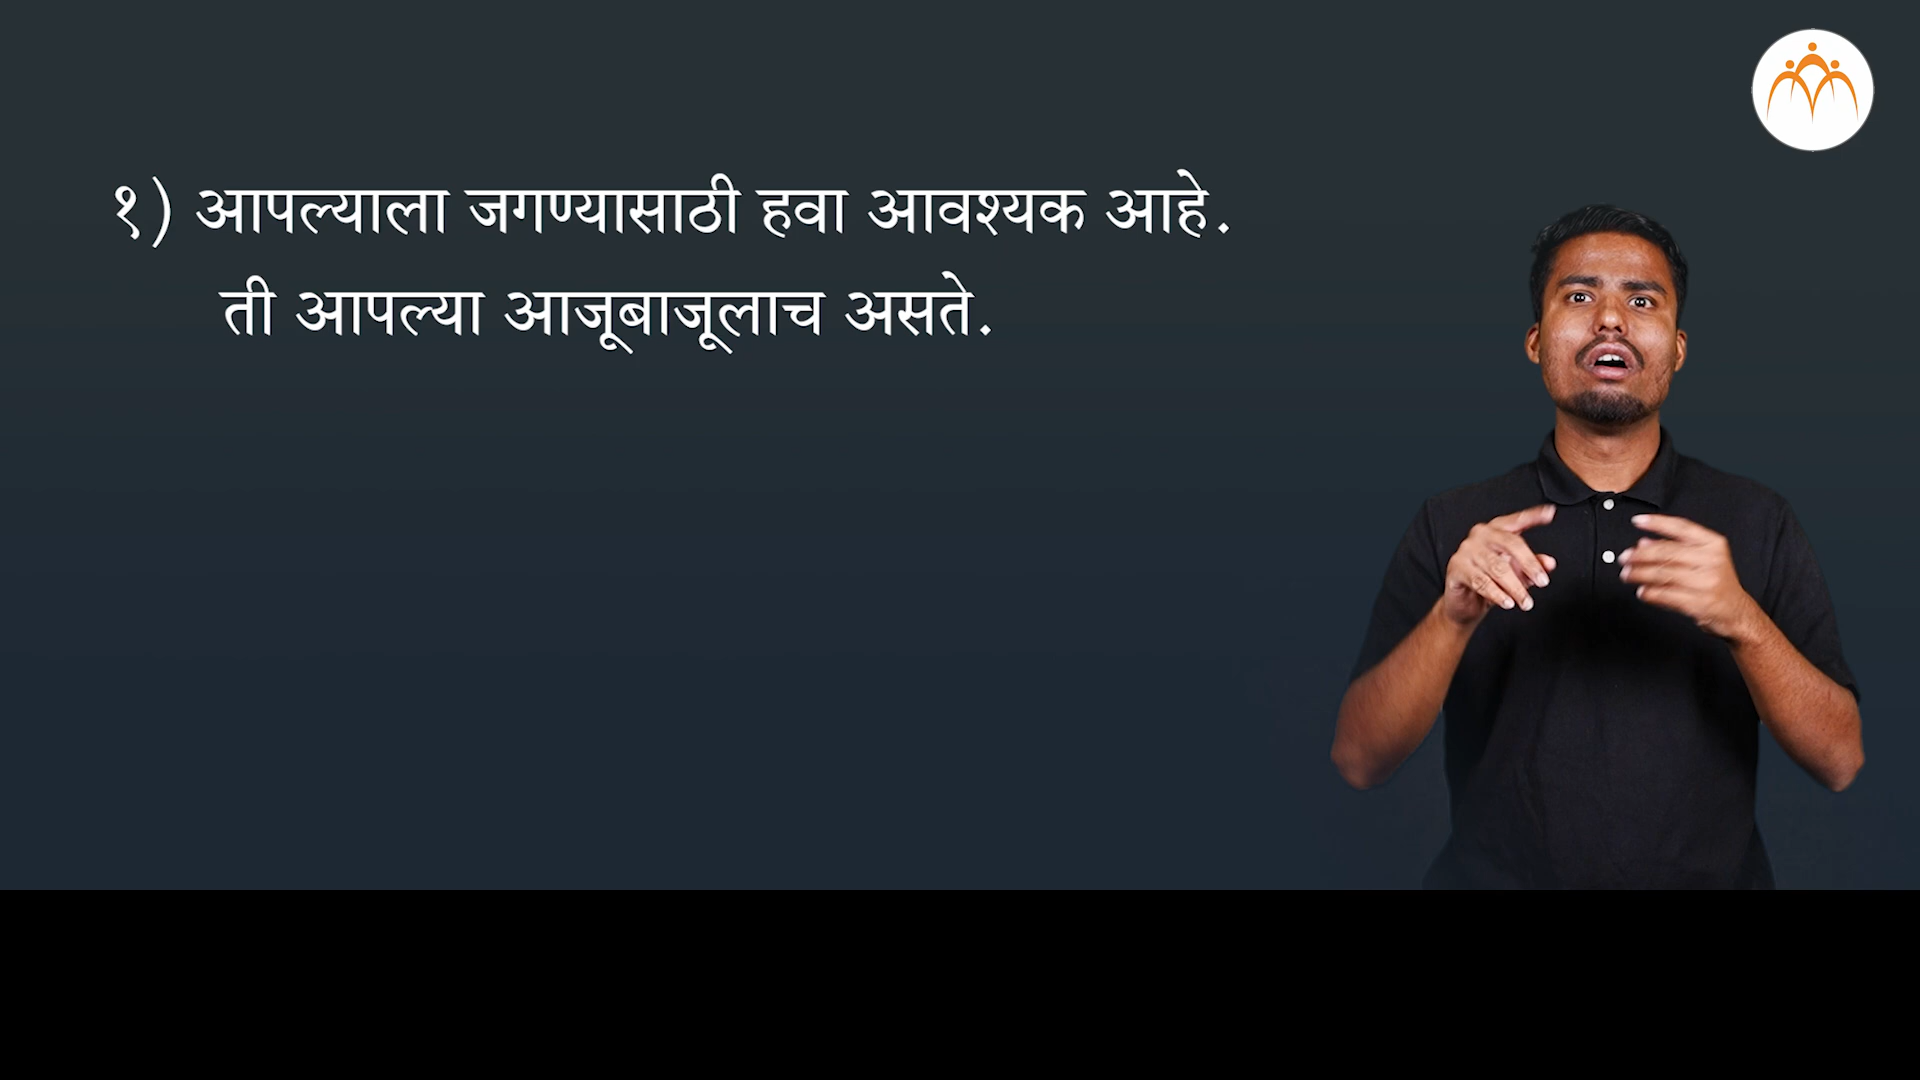 १) आपल्याला जगण्यासाठी हवा आवश्यक आहे.
ती आपल्या आजूबाजूलाच असते.